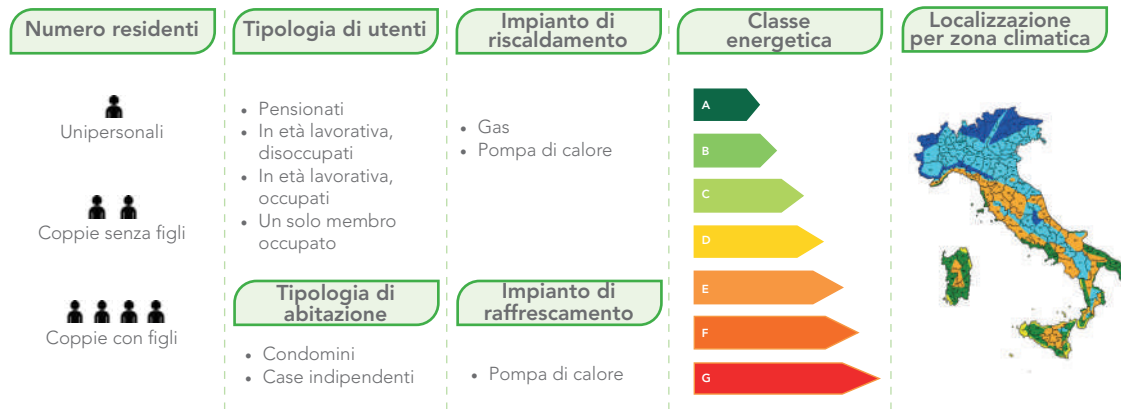 Numero residenti
Unipersonali
Coppie senza figli
Coppie con figli
Tipologia di utenti
• Pensionati
• In età lavorativa,
disoccupati
• In età lavorativa,
occupati
• Un solo membro
occupato
Tipologia di
abitazione
• Condomini
• Case indipendenti
Impianto di
riscaldamento
• Gas
• Pompa di calore
Impianto di
raffrescamento
• Pompa di calore
Classe
energetica
A
B
C
D
E
F
G
Localizzazione
per zona climatica